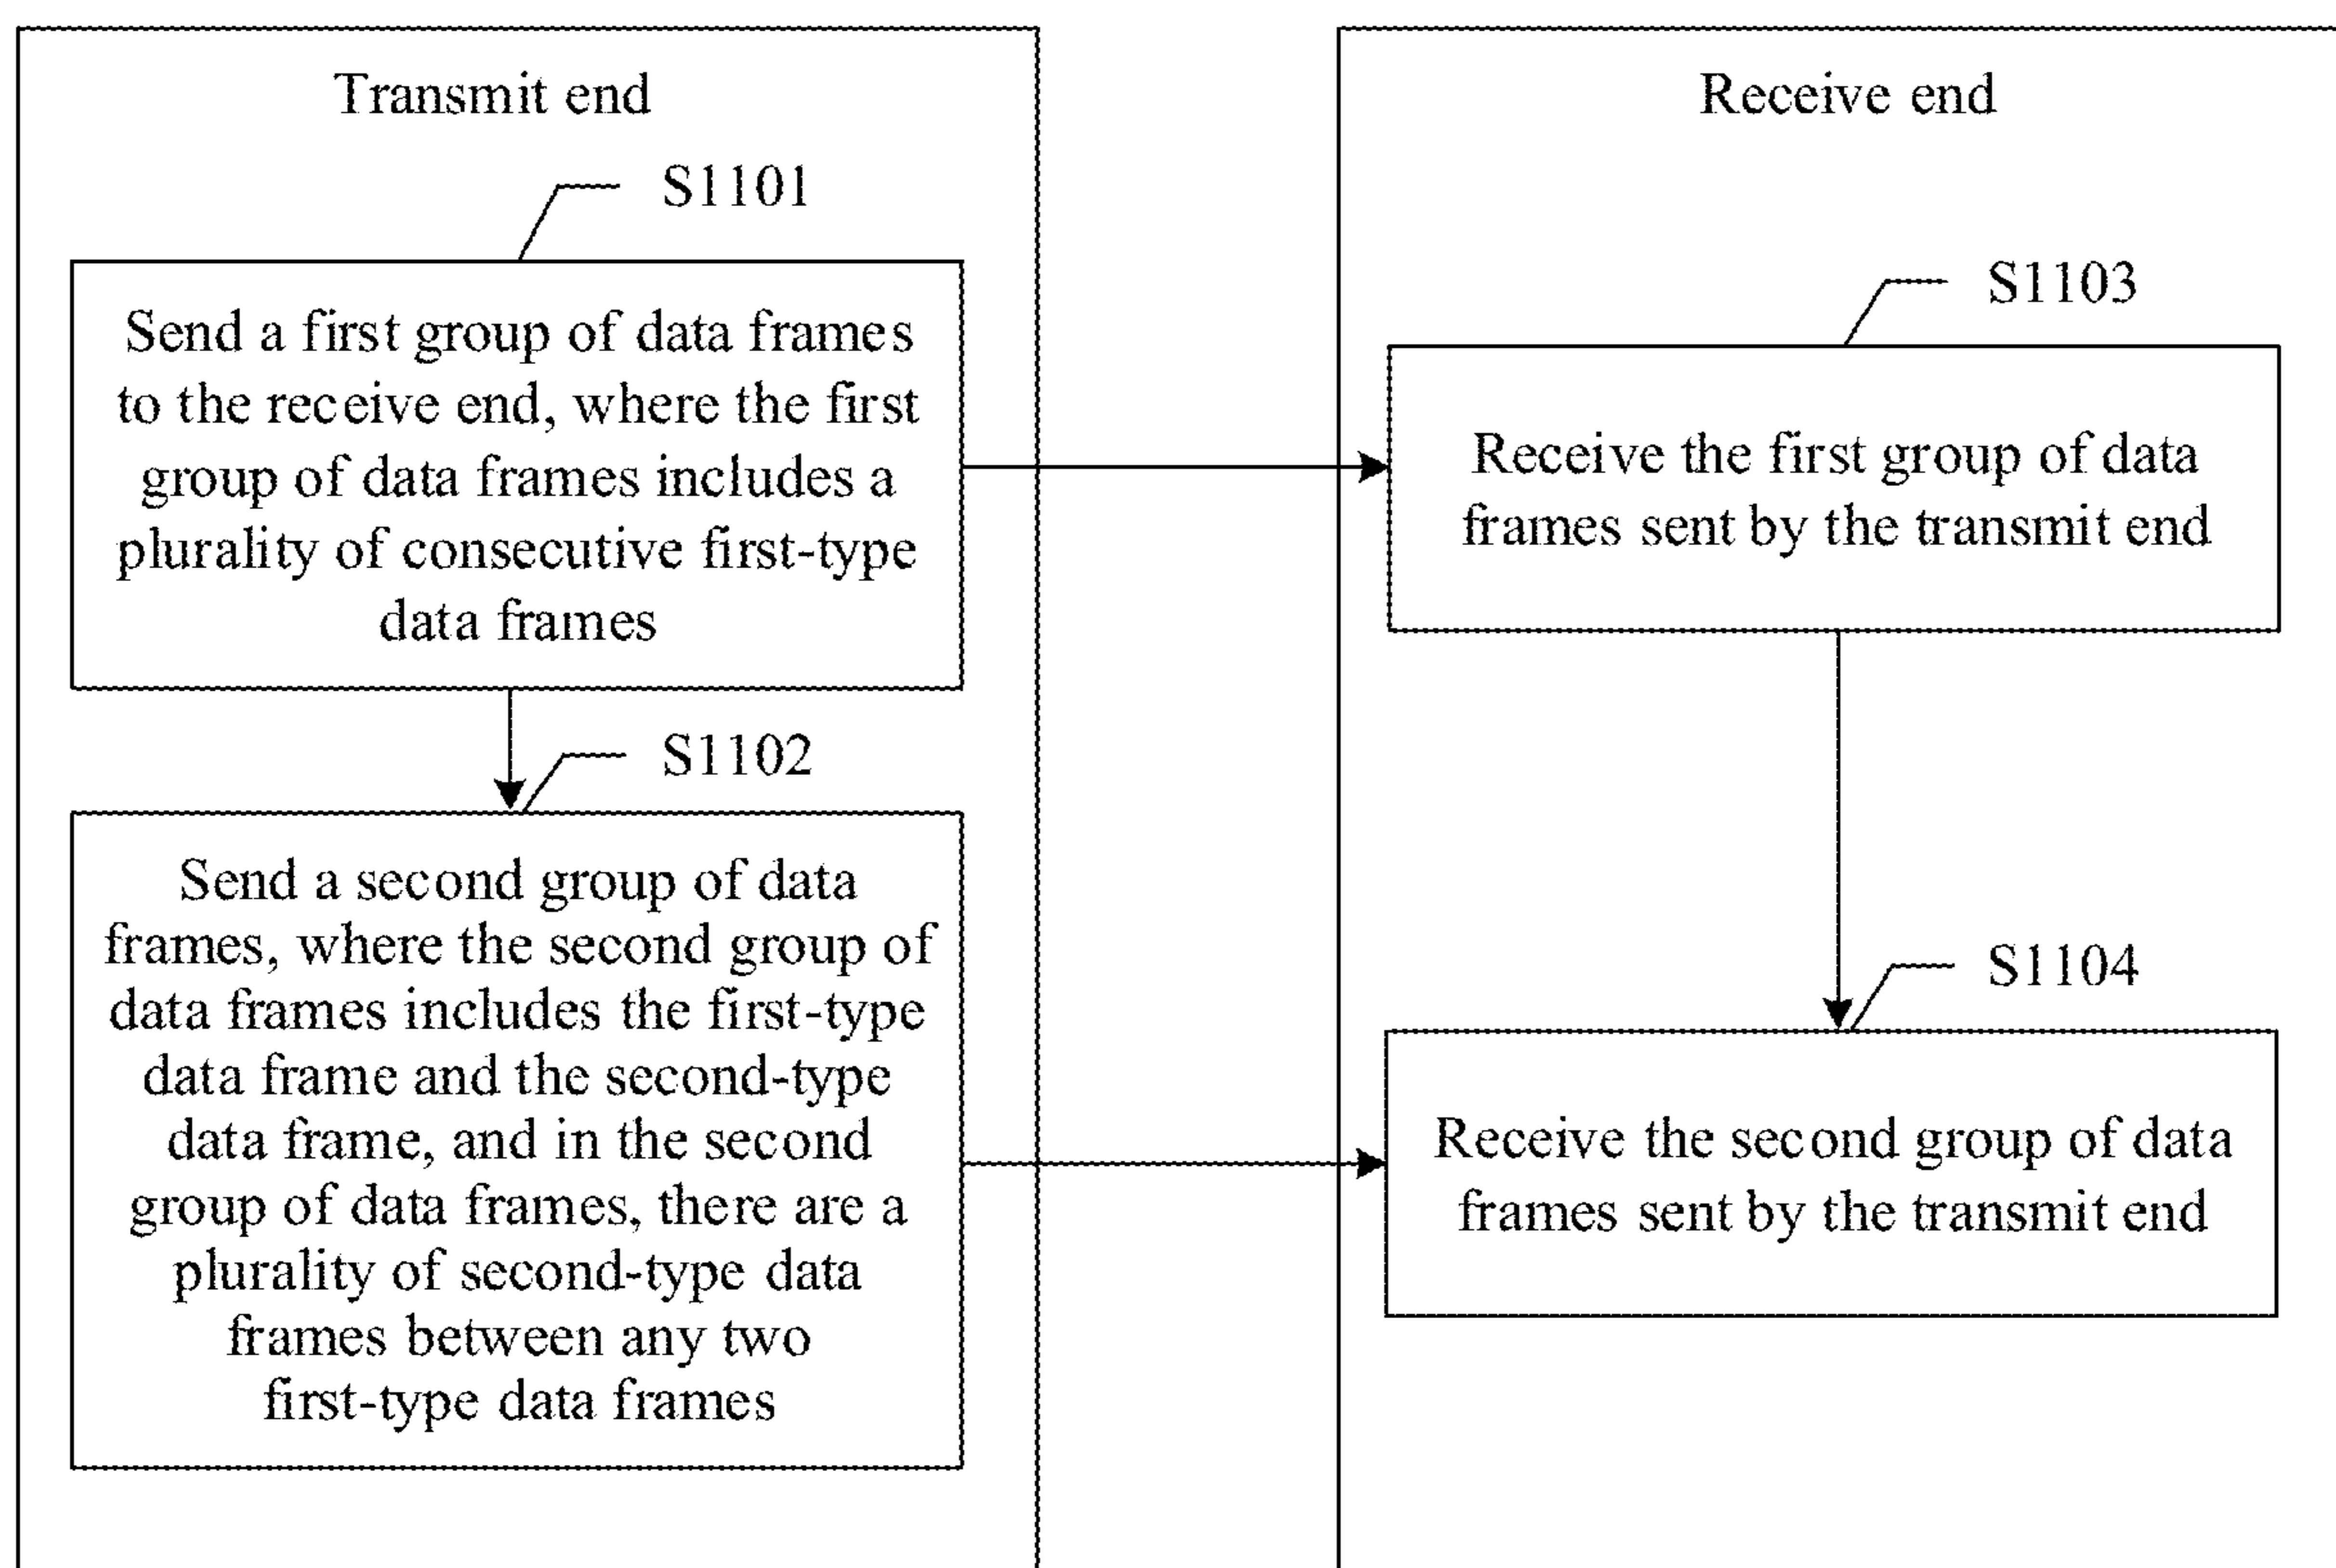 Transmit end
S1101
Send a first group of data frames
to the receive end, where the first
group of data frames includes a
plurality of consecutive first-type
data frames
S1102
Send a second group of data
frames, where the second group of
data frames includes the first-type
data frame and the second-type
data frame, and in the second
group of data frames, there are a
plurality of second-type data
frames between any two
first-type data frames
Receive end
S1103
Receive the first group of data
frames sent by the transmit end
S1104
Receive the second group of data
frames sent by the transmit end